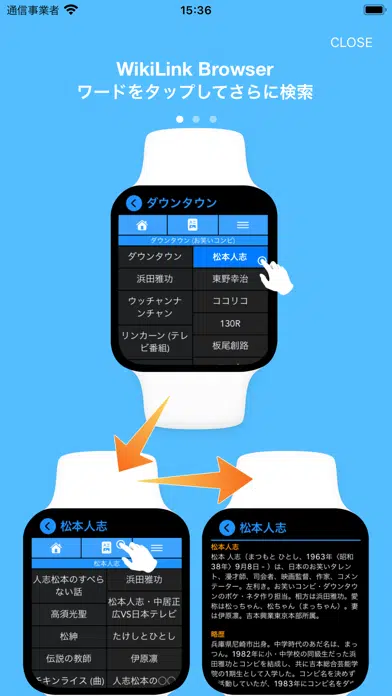 通信事業者
15:36
CLOSE
WikiLink Browser
ワードをタップしてさらに検索
ダウンタウン
ダウンタウン (お笑いコンビ)
ダウンタウン
松本人志
浜田雅功
東野幸治
ウッチャンナンチャン
ココリコ
130R
リンカーン (テレビ番組)
板尾創路
松本人志
松本人志
人志松本のすべらない話
浜田雅功
高須光聖
松本人志・中居正広VS日本テレビ
松紳
たけしとひとし
伝説の教師
伊原凛
チキンライス (曲)
人志松本の○○
松本人志
松本人志
松本 人志（まつもと ひとし、1963年（昭和
38年）9月8日 - ）は、日本のお笑いタレン
ト、漫才師、司会者、映画監督、作家、コメン
テーター。左利き。お笑いコンビ・ダウンタウ
ンのボケ・ネタ作り担当。相方は浜田雅功。愛
称は松っちゃん、松ちゃん（まっちゃん）。妻
は伊原凛。吉本興業東京本部所属。
略歴
兵庫県尼崎市出身。中学時代のあだ名は、まっ
つん。1982年に小・中学校の同級生だった浜
田雅功とコンビを結成し、共に吉本総合芸能学
院の1期生として入学した。コンビ名を決めず
に活動していたが、1983年にコンビ名をダウ